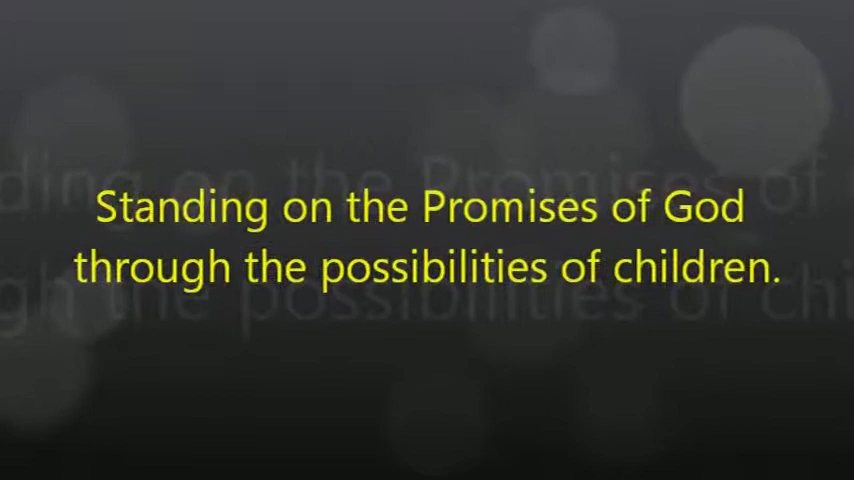 Standing on the Promises of God
through the possibilities of children.